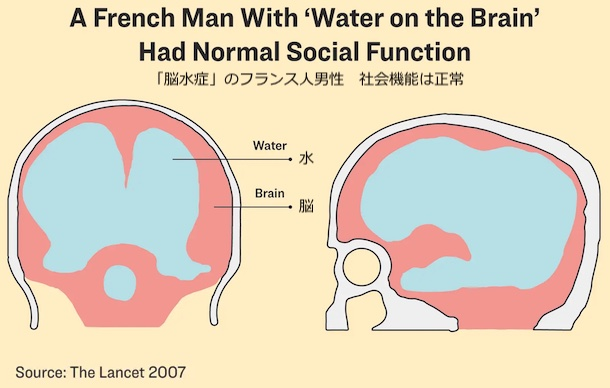 A French Man With ‘Water on the Brain’
Had Normal Social Function
「脳水症」のフランス人男性　社会機能は正常
Water
水
Brain
脳
Source: The Lancet 2007